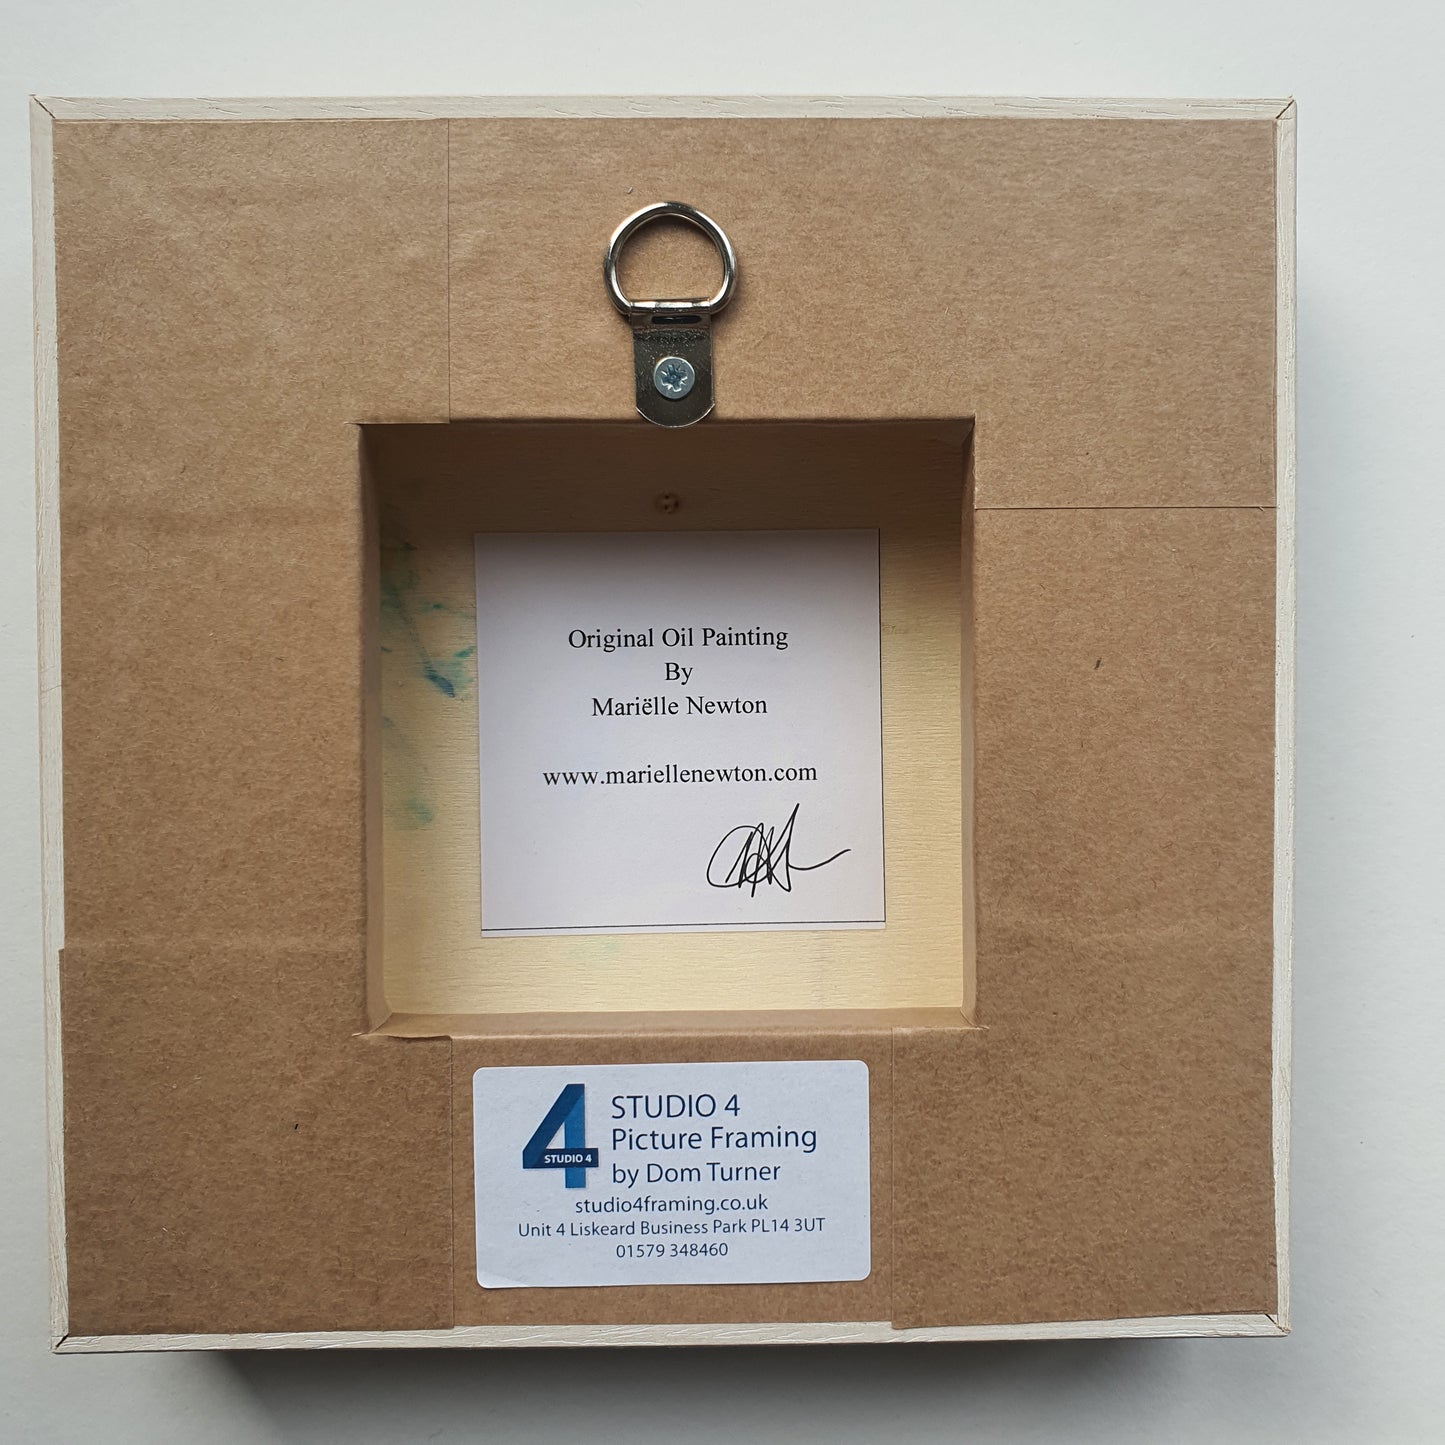 Original Oil Painting
By
Mariëlle Newton
www.mariellenewton.com
STUDIO 4
STUDIO 4
Picture Framing
by Dom Turner
studio4framing.co.uk
Unit 4 Liskeard Business Park PL14 3UT
01579 348460